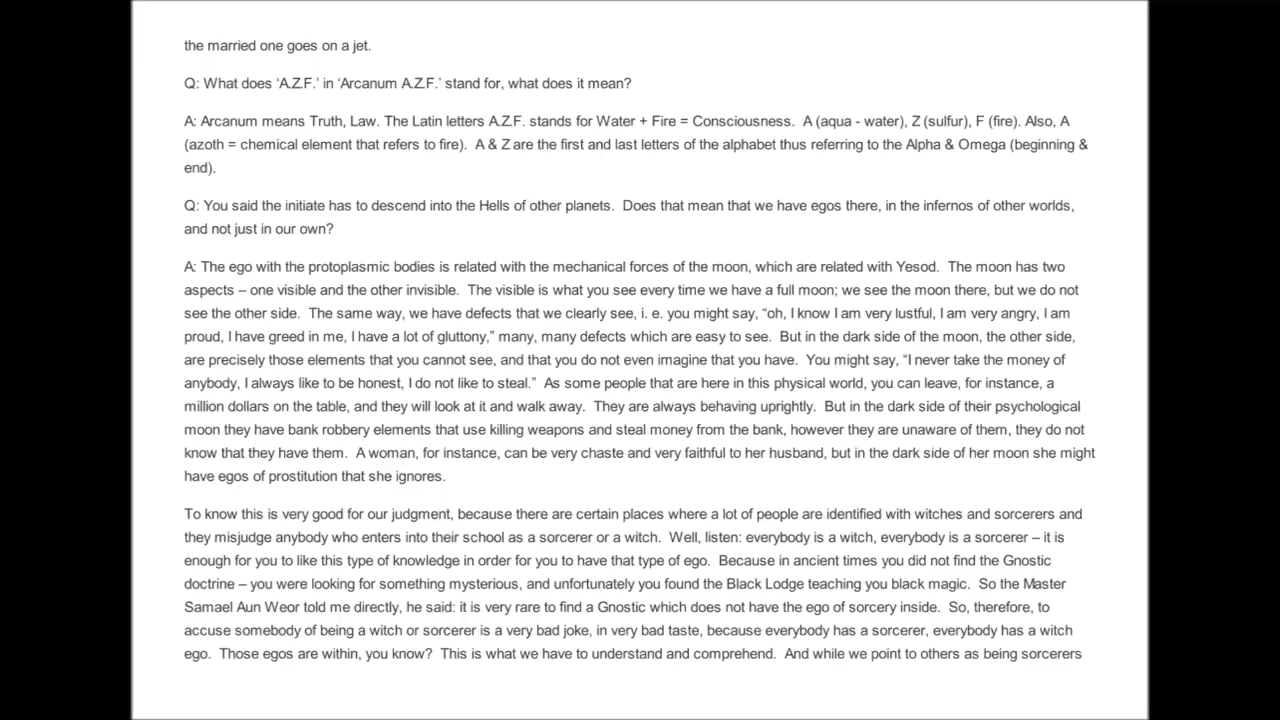 the married one goes on a jet.
Q: What does ‘A.Z.F.’ in ‘Arcanum A.Z.F.’ stand for, what does it mean?
A: Arcanum means Truth, Law. The Latin letters A.Z.F. stands for Water + Fire = Consciousness. A (aqua - water), Z (sulfur), F (fire). Also, A
(azoth = chemical element that refers to fire). A & Z are the first and last letters of the alphabet thus referring to the Alpha & Omega (beginning &
end).
Q: You said the initiate has to descend into the Hells of other planets. Does that mean that we have egos there, in the infernos of other worlds,
and not just in our own?
A: The ego with the protoplasmic bodies is related with the mechanical forces of the moon, which are related with Yesod. The moon has two
aspects – one visible and the other invisible. The visible is what you see every time we have a full moon; we see the moon there, but we do not
see the other side. The same way, we have defects that we clearly see, i. e. you might say, “oh, I know I am very lustful, I am very angry, I am
proud, I have greed in me, I have a lot of gluttony,” many, many defects which are easy to see. But in the dark side of the moon, the other side,
are precisely those elements that you cannot see, and that you do not even imagine that you have. You might say, “I never take the money of
anybody, I always like to be honest, I do not like to steal.” As some people that are here in this physical world, you can leave, for instance, a
million dollars on the table, and they will look at it and walk away. They are always behaving uprightly. But in the dark side of their psychological
moon they have bank robbery elements that use killing weapons and steal money from the bank, however they are unaware of them, they do not
know that they have them. A woman, for instance, can be very chaste and very faithful to her husband, but in the dark side of her moon she might
have egos of prostitution that she ignores.
To know this is very good for our judgment, because there are certain places where a lot of people are identified with witches and sorcerers and
they misjudge anybody who enters into their school as a sorcerer or a witch. Well, listen: everybody is a witch, everybody is a sorcerer – it is
enough for you to like this type of knowledge in order for you to have that type of ego. Because in ancient times you did not find the Gnostic
doctrine – you were looking for something mysterious, and unfortunately you found the Black Lodge teaching you black magic. So the Master
Samael Aun Weor told me directly, he said: it is very rare to find a Gnostic which does not have the ego of sorcery inside. So, therefore, to
accuse somebody of being a witch or sorcerer is a very bad joke, in very bad taste, because everybody has a sorcerer, everybody has a witch
ego. Those egos are within, you know? This is what we have to understand and comprehend. And while we point to others as being sorcerers